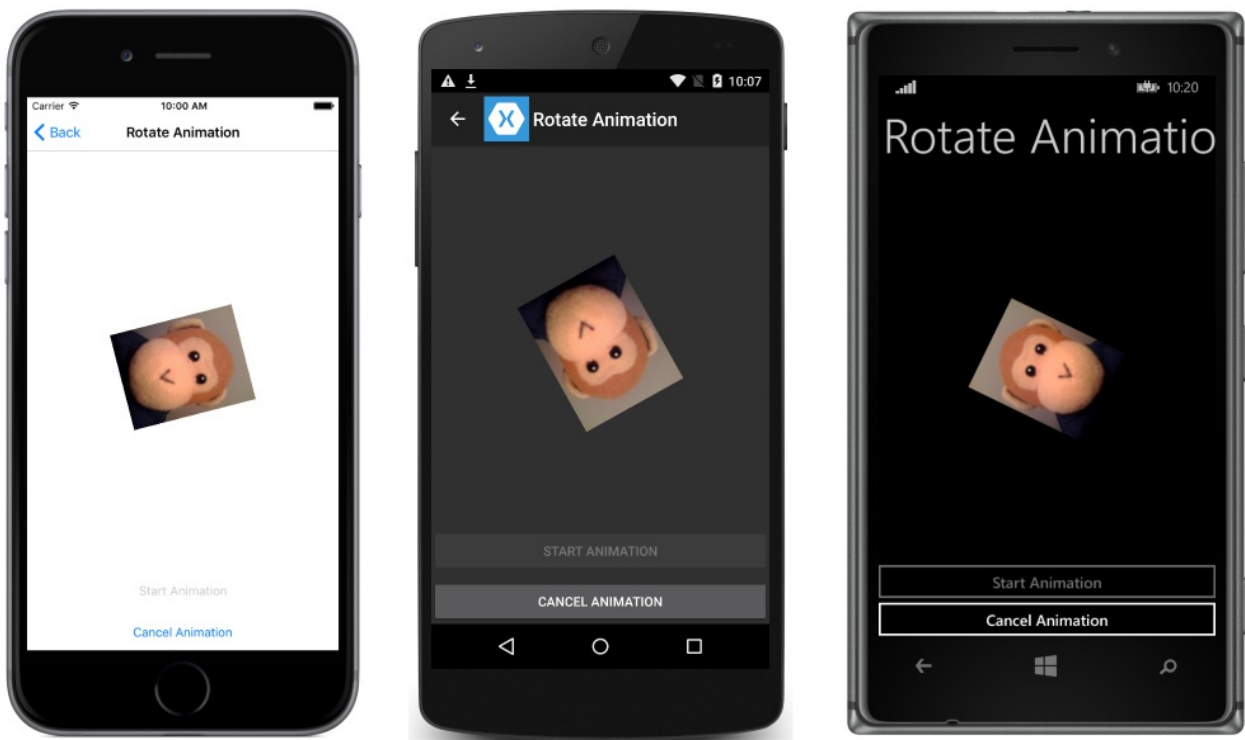 Carrier
10:00 AM
Back
Rotate Animation
Start Animation
Cancel Animation
10:07
Rotate Animation
START ANIMATION
CANCEL ANIMATION
10:20
Rotate Animatio
Start Animation
Cancel Animation